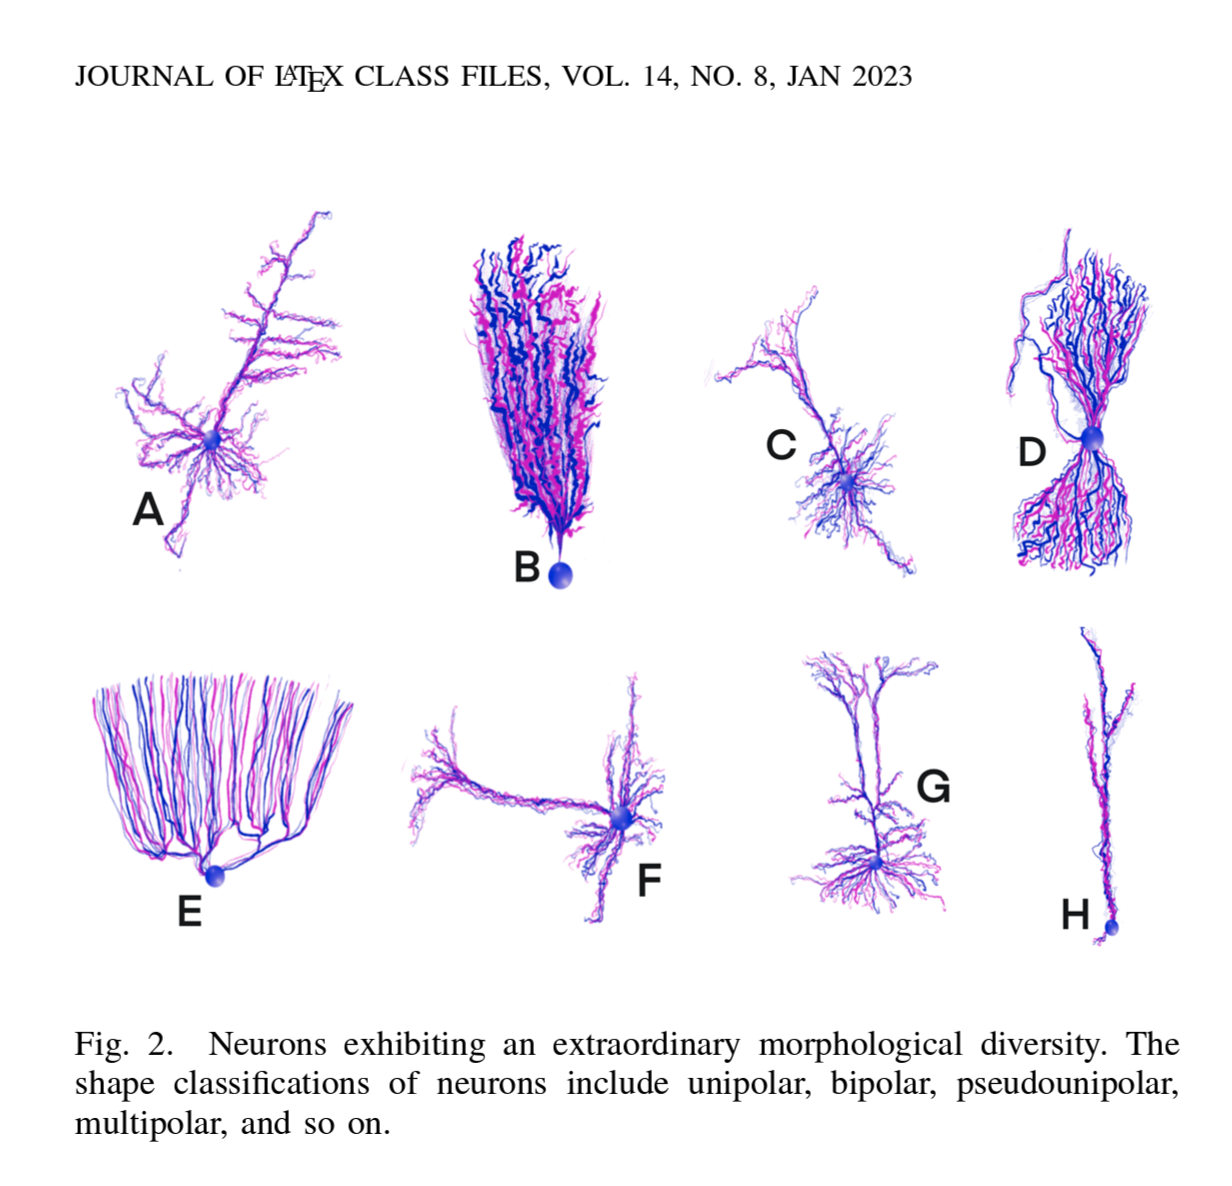 JOURNAL OF LATEX CLASS FILES, VOL. 14, NO. 8, JAN 2023
A
B
C
D
E
F
G
H
Fig. 2. Neurons exhibiting an extraordinary morphological diversity. The
shape classifications of neurons include unipolar, bipolar, pseudounipolar,
multipolar, and so on.